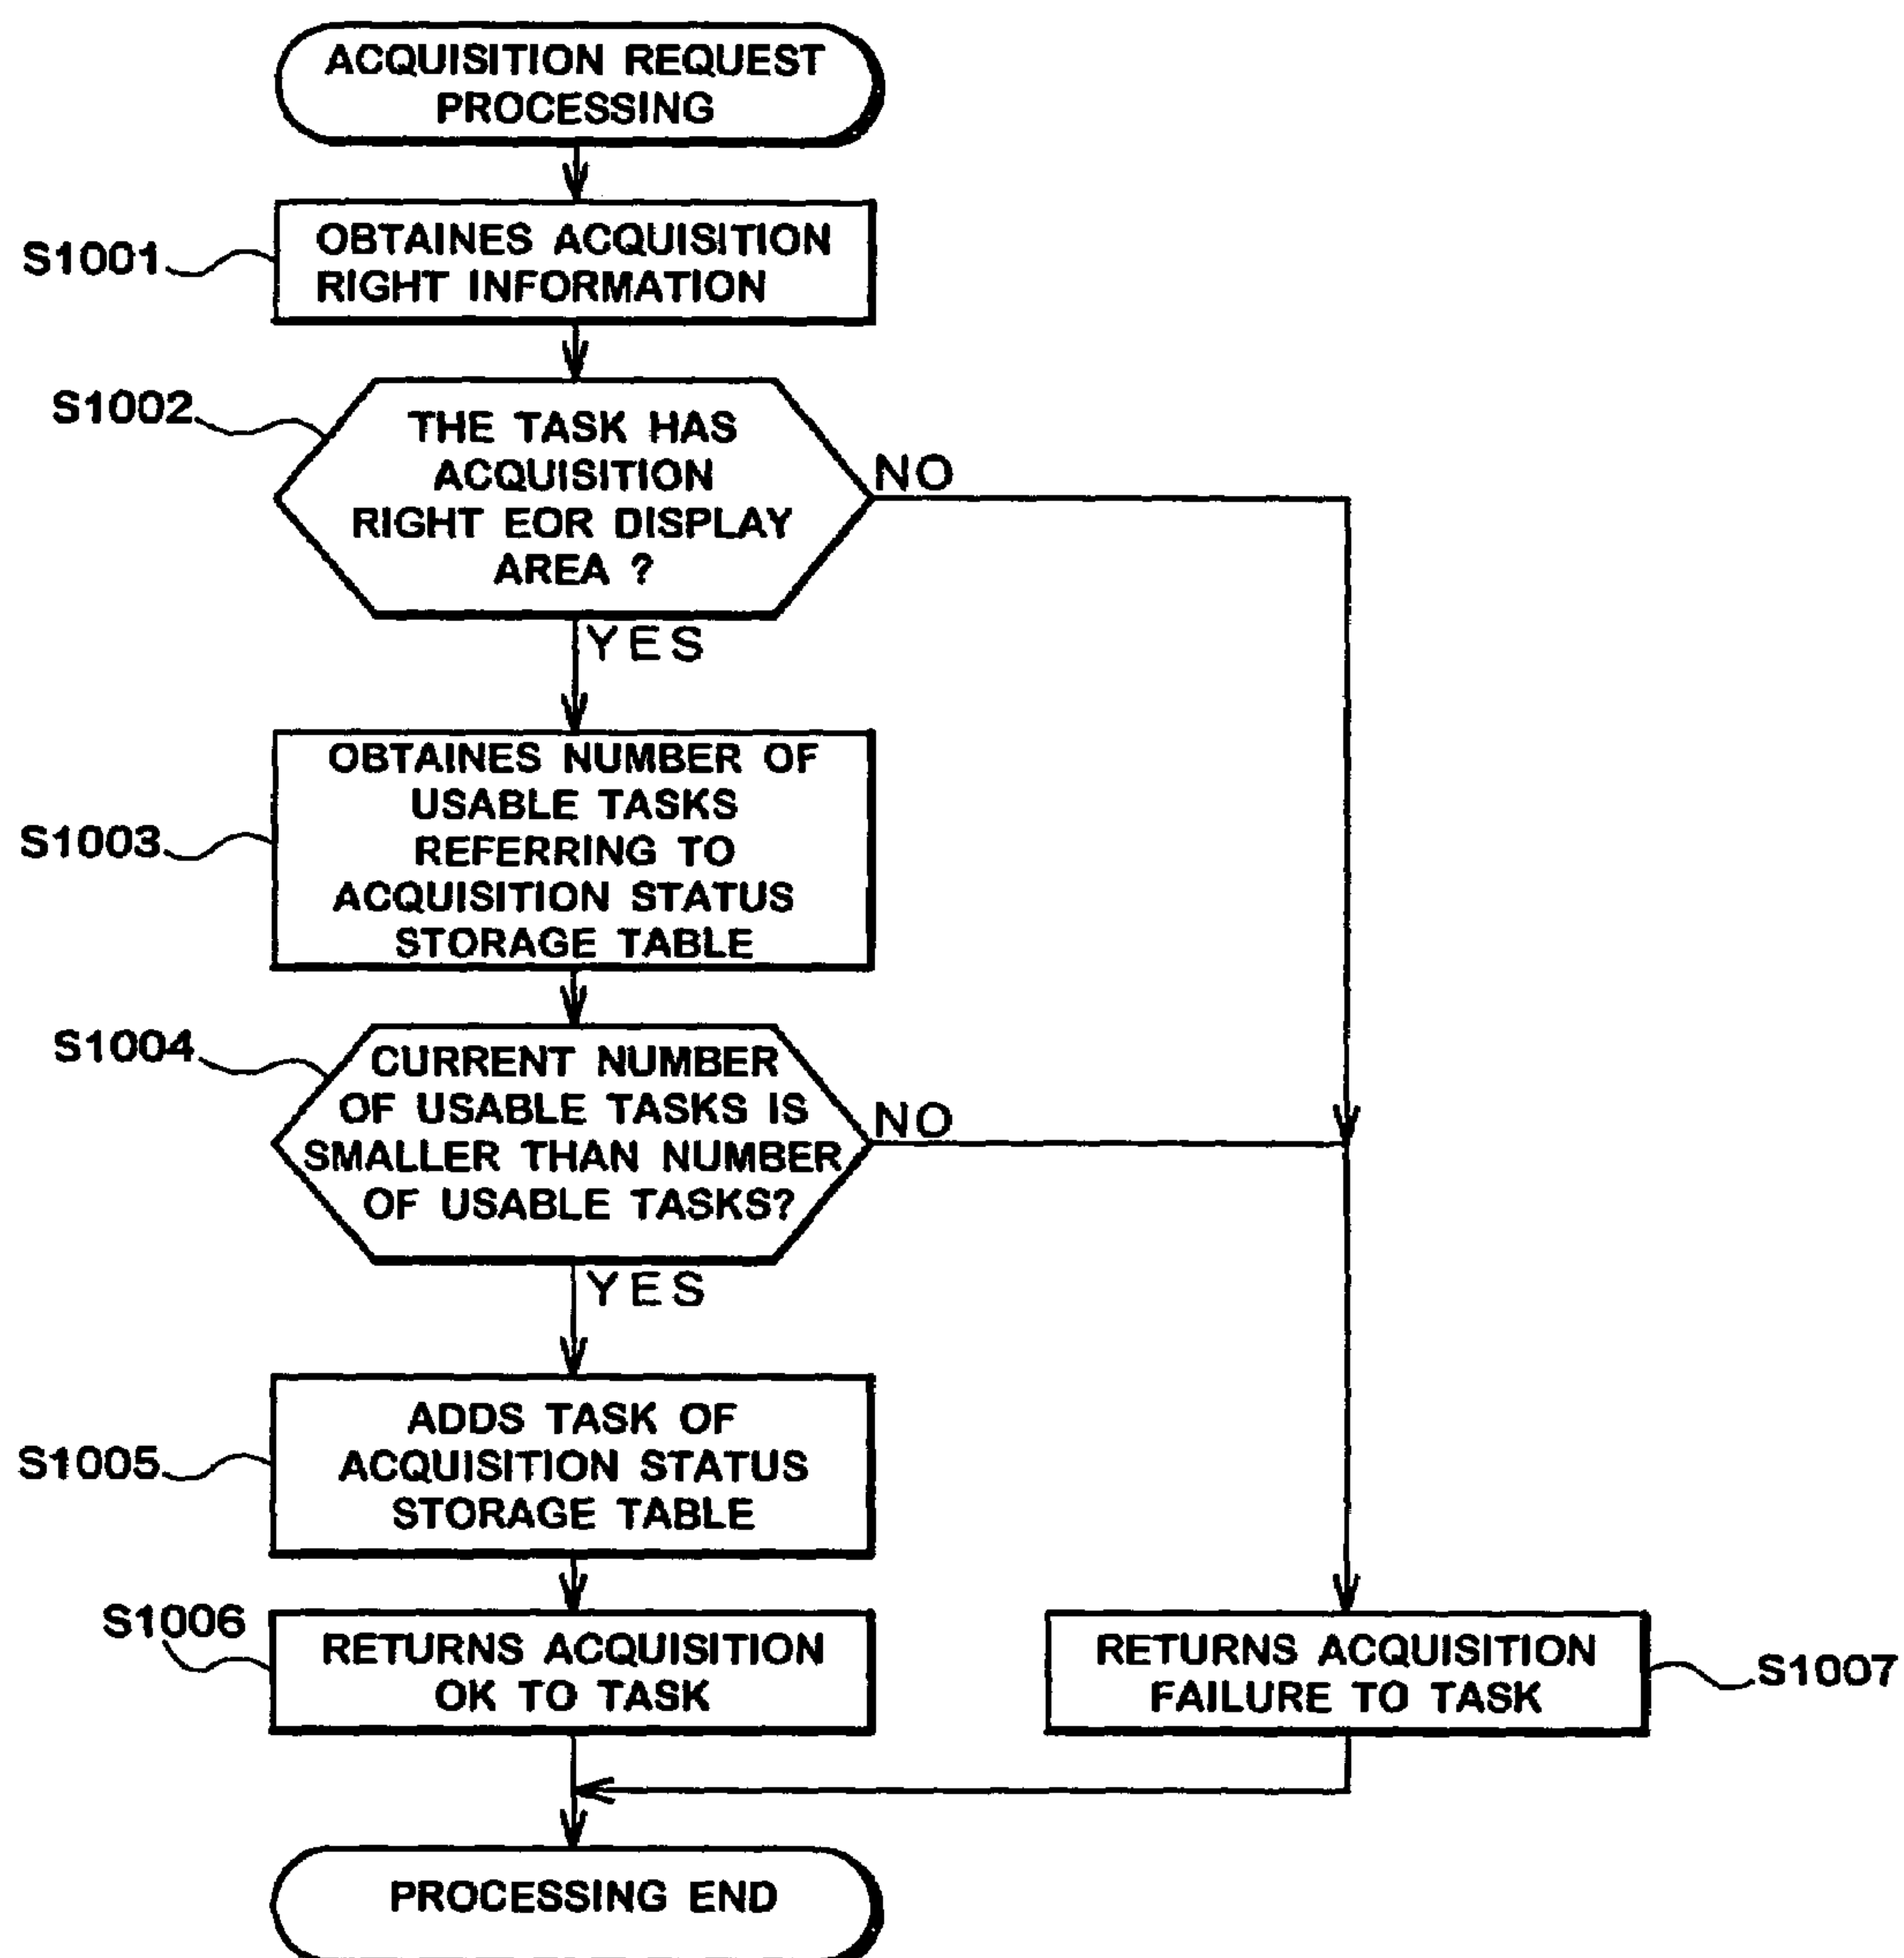 ACQUISITION REQUEST
PROCESSING
S1001
OBTAINES ACQUISITION
RIGHT INFORMATION
S1002
THE TASK HAS
ACQUISITION
RIGHT EOR DISPLAY
AREA ?
NO
YES
S1003
OBTAINES NUMBER OF
USABLE TASKS
REFERRING TO
ACQUISITION STATUS
STORAGE TABLE
S1004
CURRENT NUMBER
OF USABLE TASKS IS
SMALLER THAN NUMBER
OF USABLE TASKS?
NO
YES
S1005
ADDS TASK OF
ACQUISITION STATUS
STORAGE TABLE
S1006
RETURNS ACQUISITION
OK TO TASK
RETURNS ACQUISITION
FAILURE TO TASK
S1007
PROCESSING END